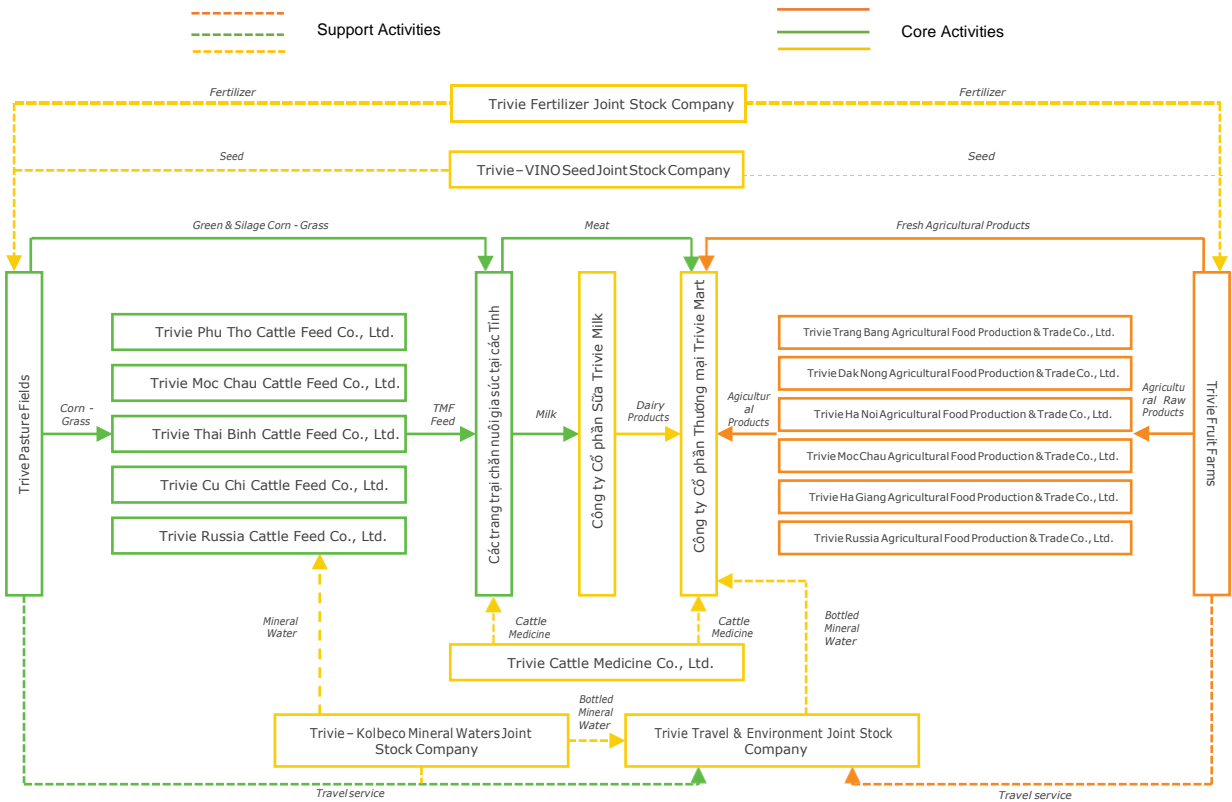 Support Activities
Core Activities
Fertilizer
Trivie Fertilizer Joint Stock Company
Fertilizer
Seed
Trivie – VINO Seed Joint Stock Company
Seed
Green & Silage Corn - Grass
Meat
Fresh Agricultural Products
Trivie Pasture Fields
Corn -
Grass
Trivie Phu Tho Cattle Feed Co., Ltd.
Trivie Moc Chau Cattle Feed Co., Ltd.
Trivie Thai Binh Cattle Feed Co., Ltd.
Trivie Cu Chi Cattle Feed Co., Ltd.
Trivie Russia Cattle Feed Co., Ltd.
TMF
Feed
Các trang trại chăn nuôi gia súc tại các Tỉnh
Milk
Công ty Cổ phần Sữa Trivie Milk
Dairy
Products
Công ty Cổ phần Thương mại Trivie Mart
Agicultur
al
Products
Trivie Trang Bang Agricultural Food Production & Trade Co., Ltd.
Trivie Dak Nong Agricultural Food Production & Trade Co., Ltd.
Trivie Ha Noi Agricultural Food Production & Trade Co., Ltd.
Trivie Moc Chau Agricultural Food Production & Trade Co., Ltd.
Trivie Ha Giang Agricultural Food Production & Trade Co., Ltd.
Trivie Russia Agricultural Food Production & Trade Co., Ltd.
Agricultu
ral Raw
Products
Trivie Fruit Farms
Mineral
Water
Cattle
Medicine
Cattle
Medicine
Bottled
Mineral
Water
Trivie Cattle Medicine Co., Ltd.
Trivie – Kolbeco Mineral Waters Joint
Stock Company
Bottled
Mineral
Water
Trivie Travel & Environment Joint Stock
Company
Travel service
Travel service